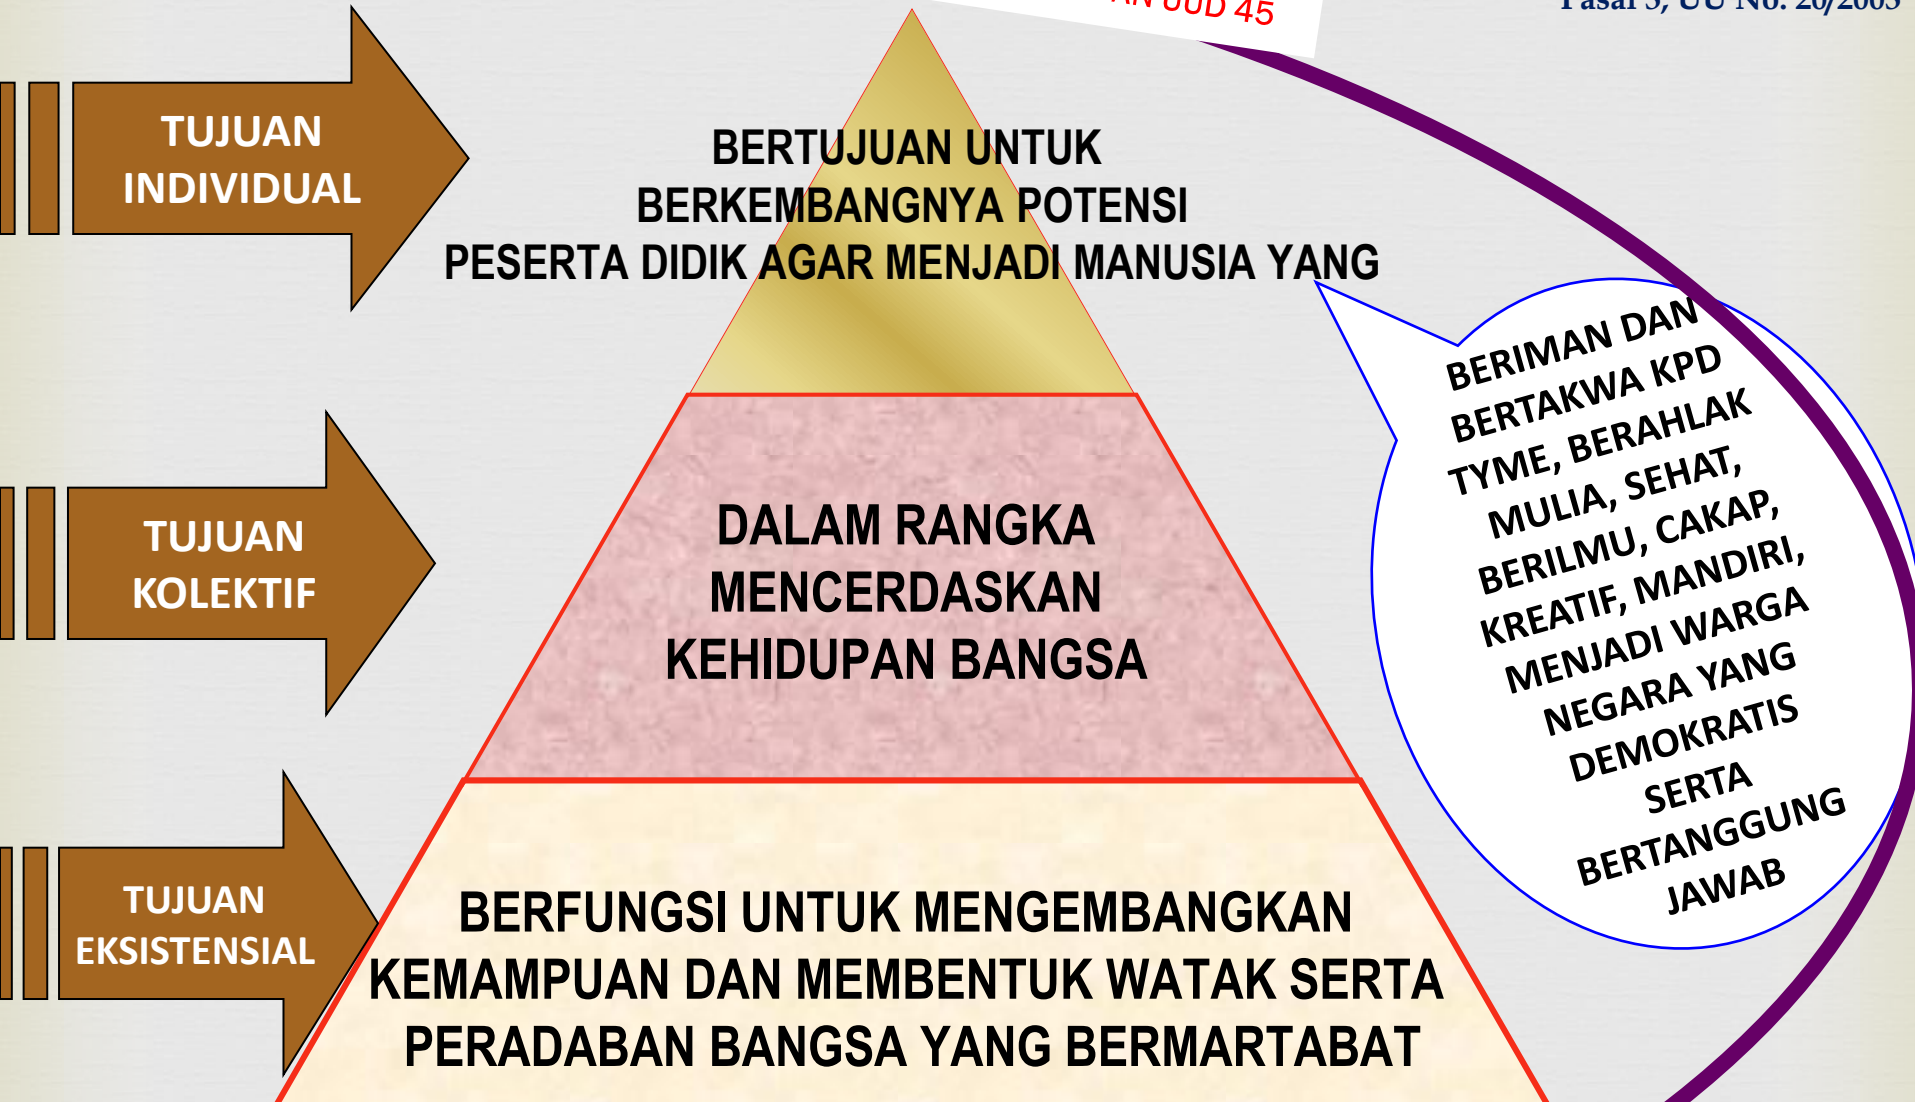 UUD 45
TUJUAN
INDIVIDUAL
BERTUJUAN UNTUK
BERKEMBANGNYA POTENSI
PESERTA DIDIK AGAR MENJADI MANUSIA YANG
BERIMAN DAN
BERTAKWA KPD
TYME, BERAHLAK
MULIA, SEHAT,
BERILMU, CAKAP,
KREATIF, MANDIRI,
MENJADI WARGA
NEGARA YANG
DEMOKRATIS
SERTA
BERTANGGUNG
JAWAB
TUJUAN
KOLEKTIF
DALAM RANGKA
MENCERDASKAN
KEHIDUPAN BANGSA
TUJUAN
EKSISTENSIAL
BERFUNGSI UNTUK MENGEMBANGKAN
KEMAMPUAN DAN MEMBENTUK WATAK SERTA
PERADABAN BANGSA YANG BERMARTABAT